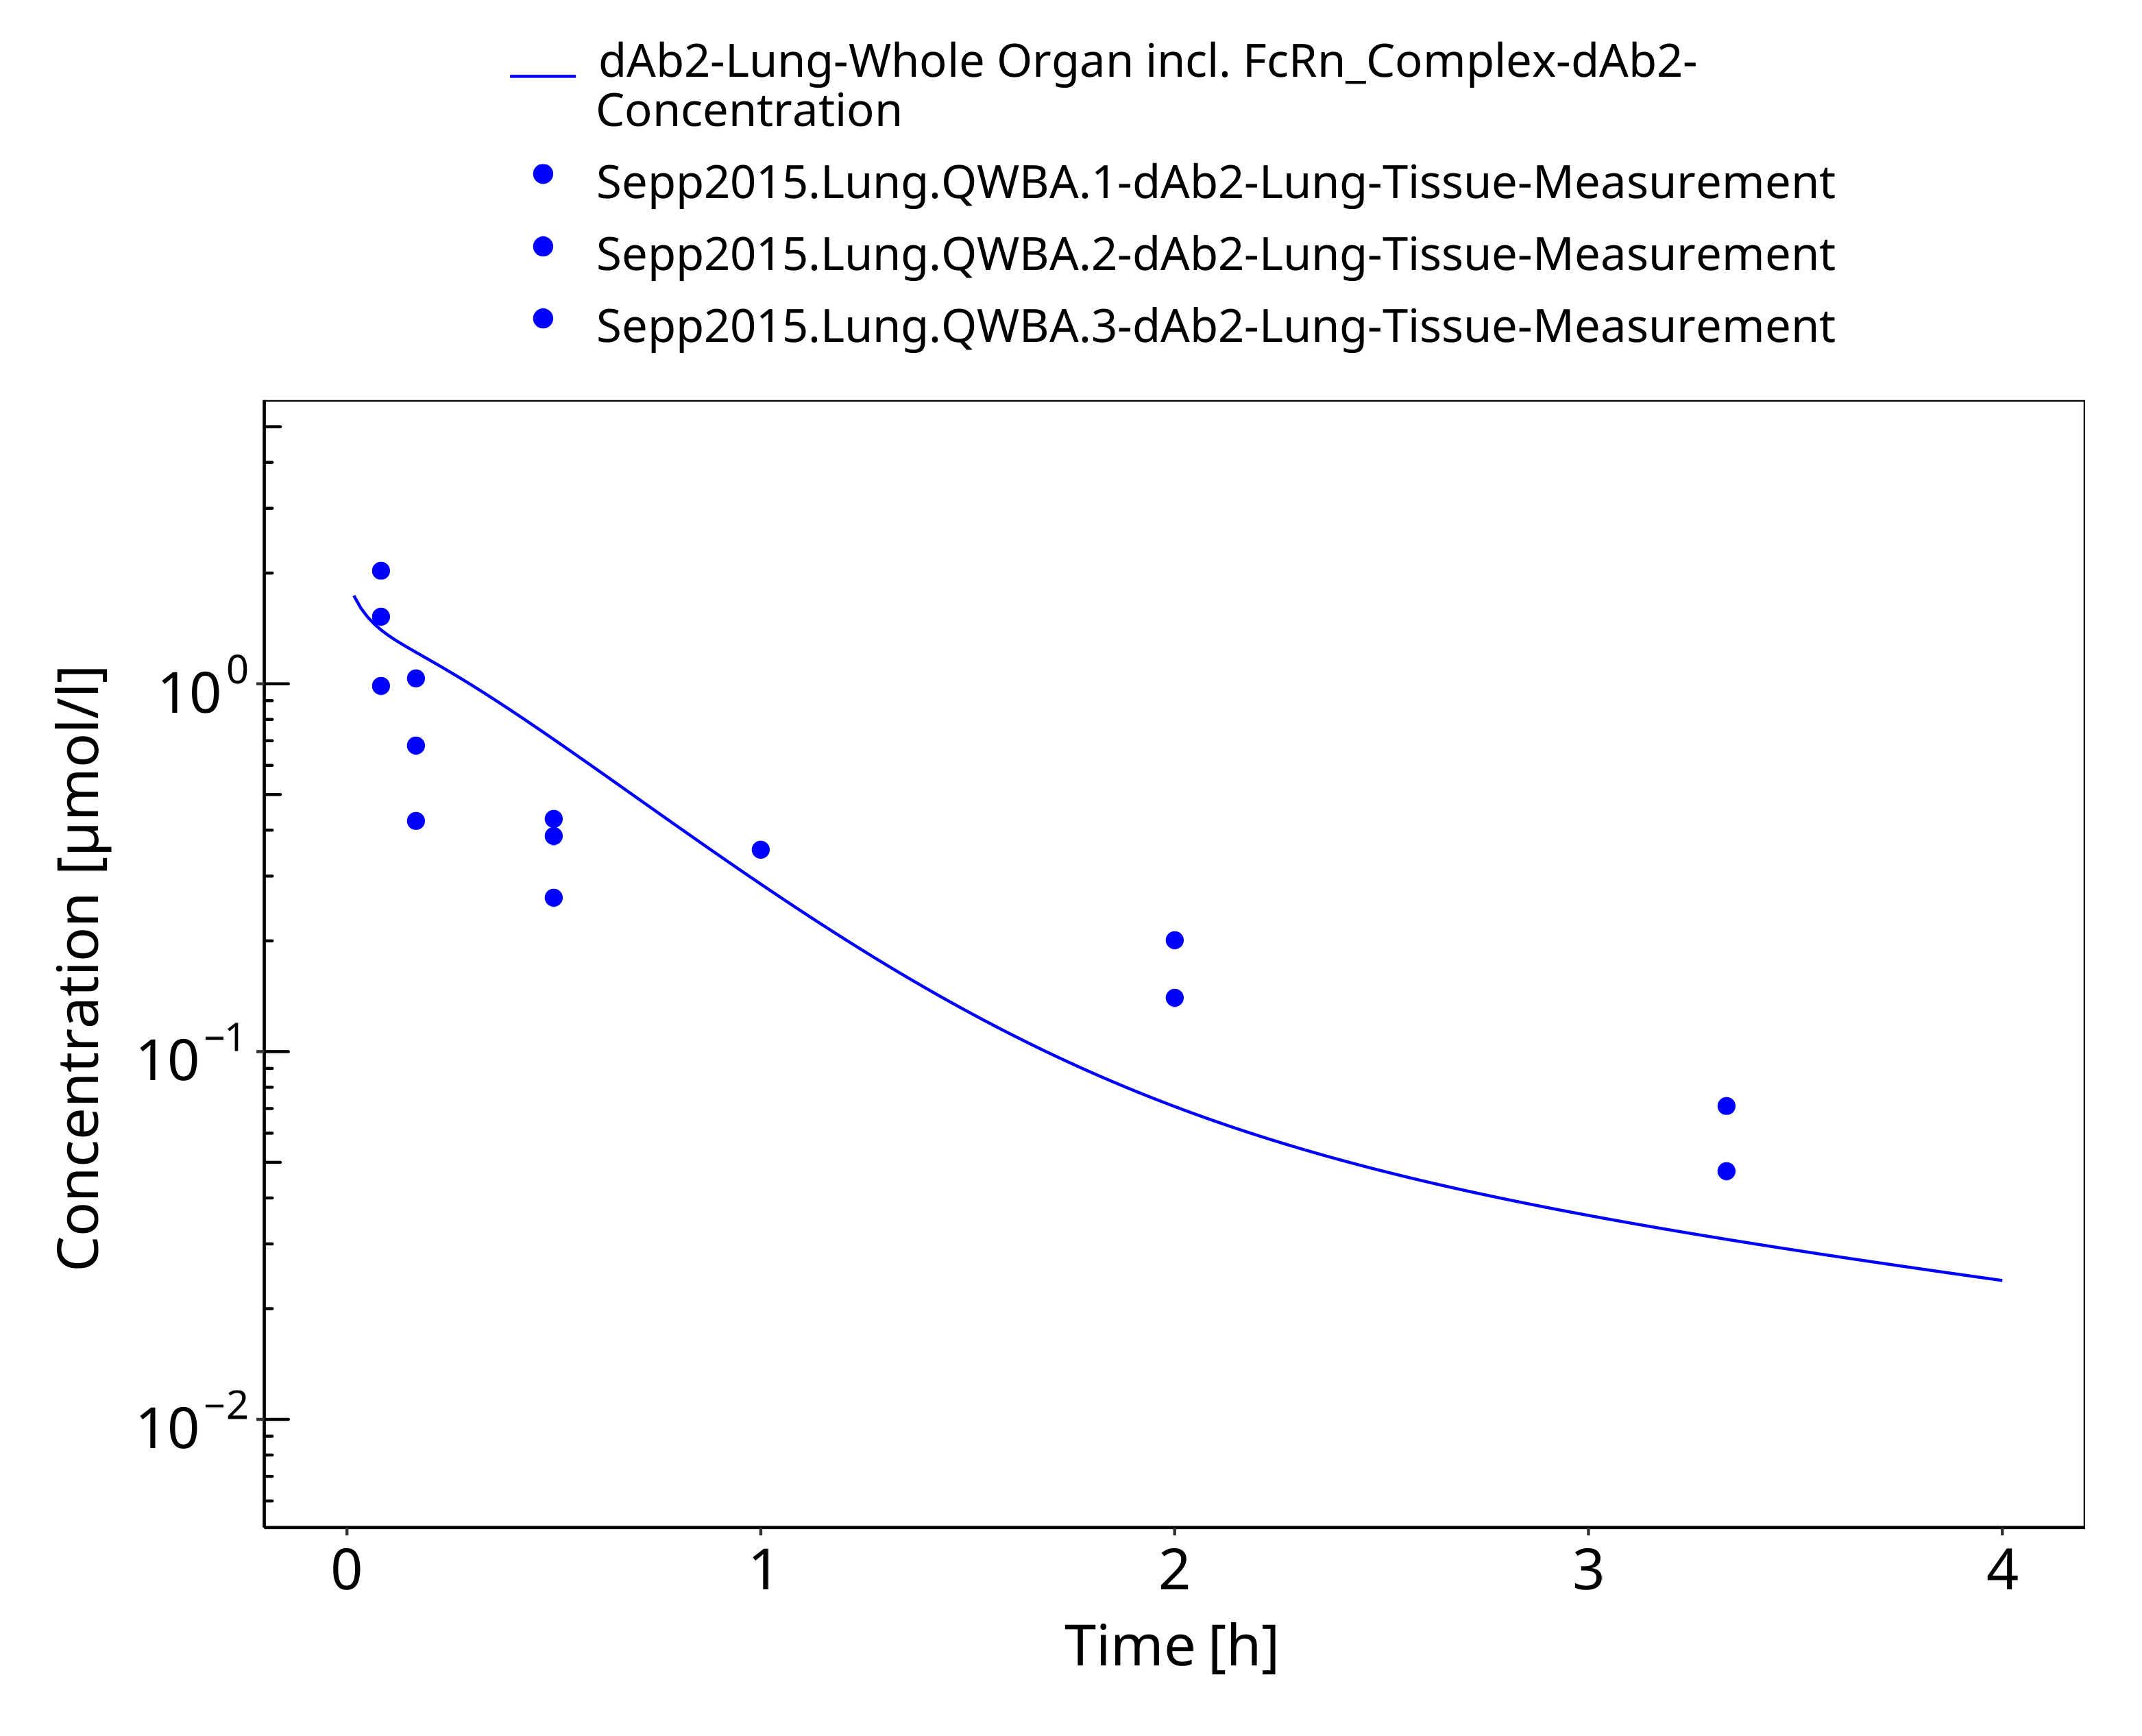 dAb2-Lung-Whole Organ incl. FcRn_Complex-dAb2-
Concentration
Sepp2015.Lung.QWBA.1-dAb2-Lung-Tissue-Measurement
Sepp2015.Lung.QWBA.2-dAb2-Lung-Tissue-Measurement
Sepp2015.Lung.QWBA.3-dAb2-Lung-Tissue-Measurement
Concentration [µmol/l]
10⁰
10⁻¹
10⁻²
0 1 2 3 4
Time [h]